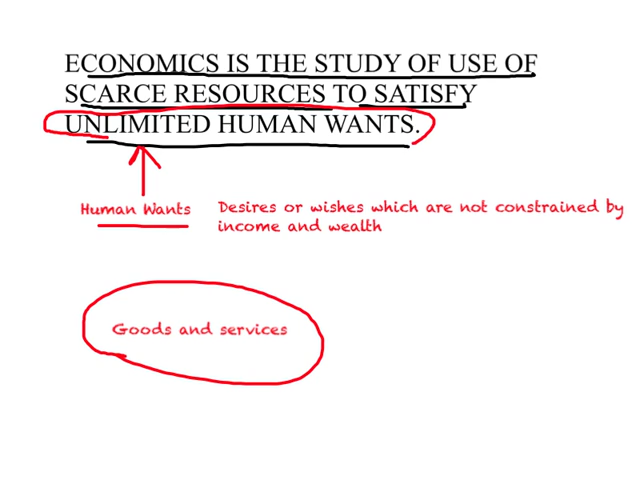 ECONOMICS IS THE STUDY OF USE OF
SCARCE RESOURCES TO SATISFY
UNLIMITED HUMAN WANTS.
Human Wants Desires or wishes which are not constrained by
income and wealth
Goods and services